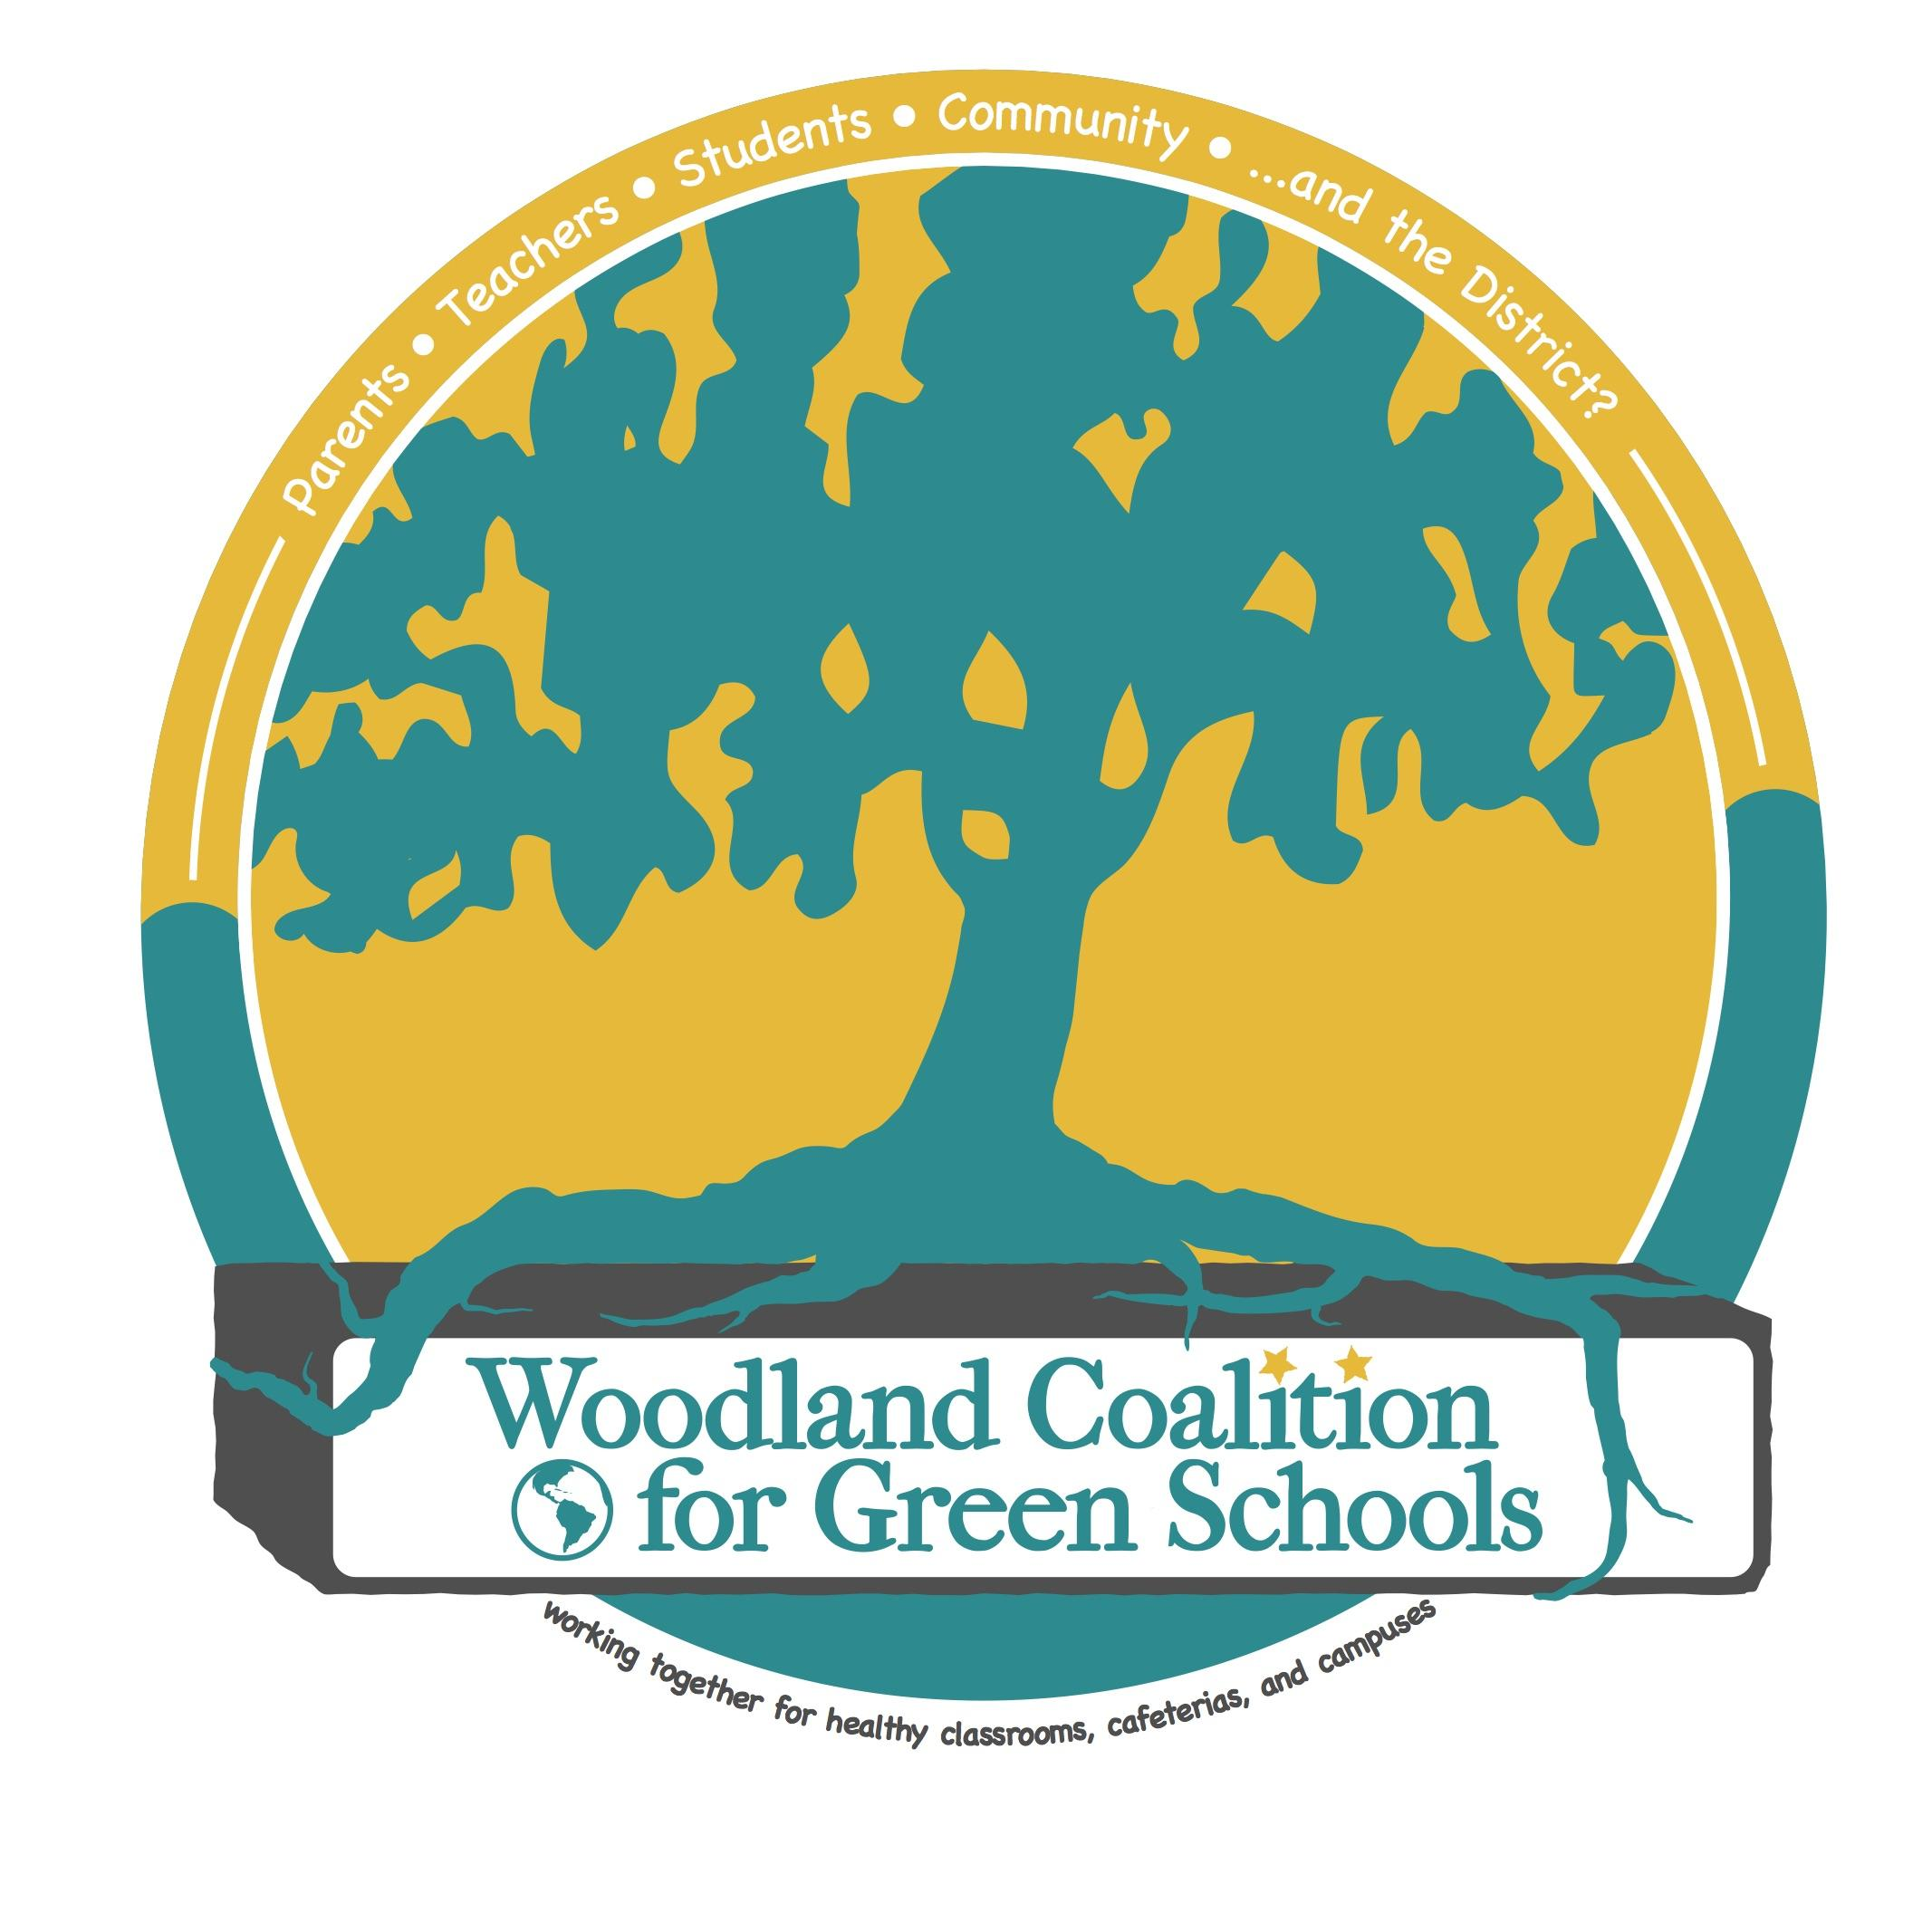 Parents • Teachers • Students • Community • ...and the District?
Woodland Coalition
for Green Schools
working together for healthy classrooms, cafeterias, and campuses